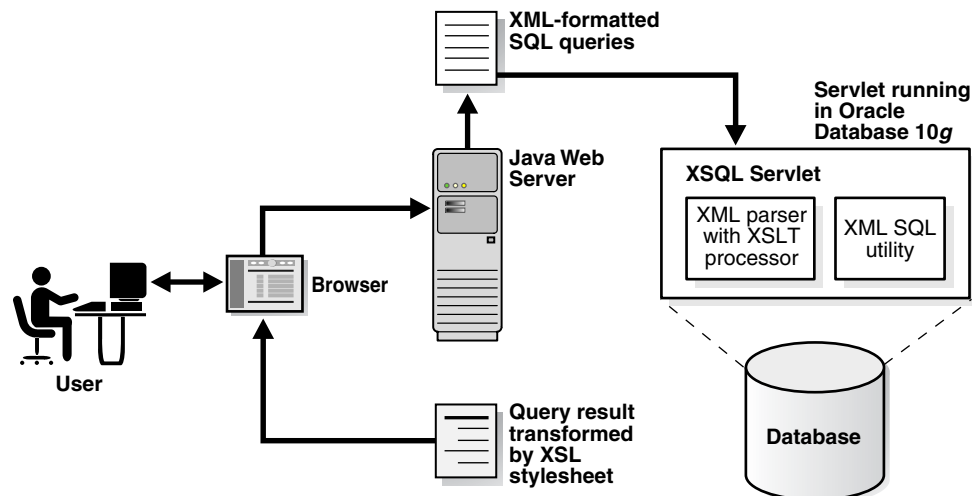 XML-formatted
SQL queries
Servlet running
in Oracle
Database 10g
Java Web
Server
XSQL Servlet
XML parser
with XSLT
processor
XML SQL
utility
Browser
User
Query result
transformed
by XSL
stylesheet
Database